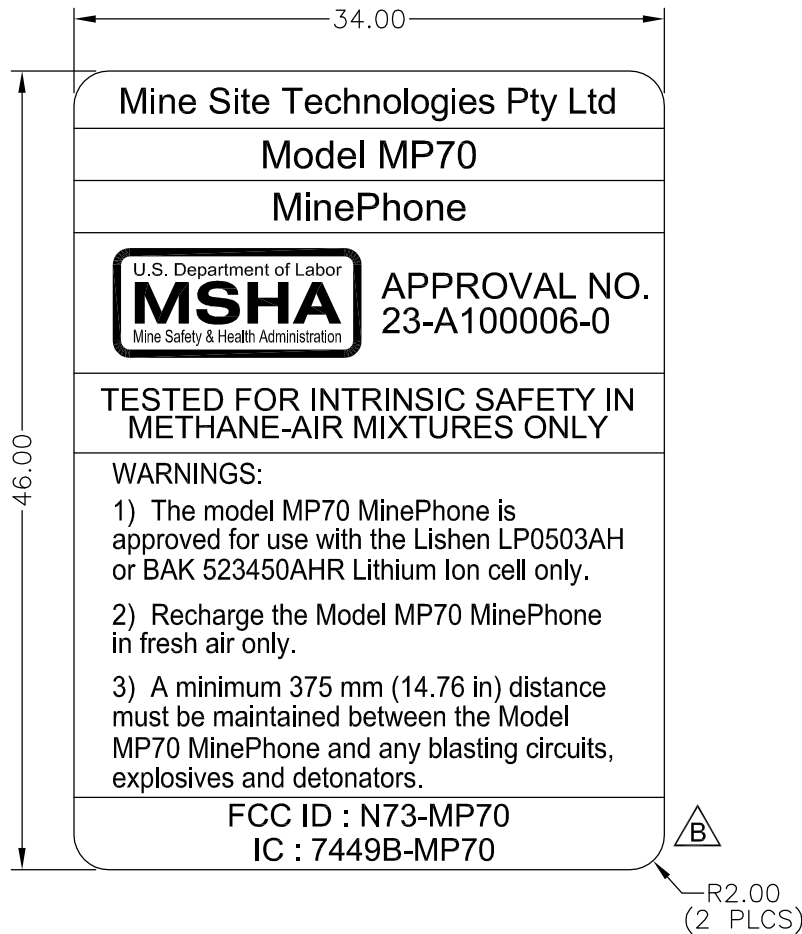 34.00
Mine Site Technologies Pty Ltd
Model MP70
MinePhone
U.S. Department of Labor
MSHA
Mine Safety & Health Administration
APPROVAL NO.
23-A100006-0
TESTED FOR INTRINSIC SAFETY IN
METHANE-AIR MIXTURES ONLY
46.00
WARNINGS:
1) The model MP70 MinePhone is
approved for use with the Lishen LP0503AH
or BAK 523450AHR Lithium Ion cell only.
2) Recharge the Model MP70 MinePhone
in fresh air only.
3) A minimum 375 mm (14.76 in) distance
must be maintained between the Model
MP70 MinePhone and any blasting circuits,
explosives and detonators.
FCC ID : N73-MP70
IC : 7449B-MP70
B
R2.00
(2 PLCS)